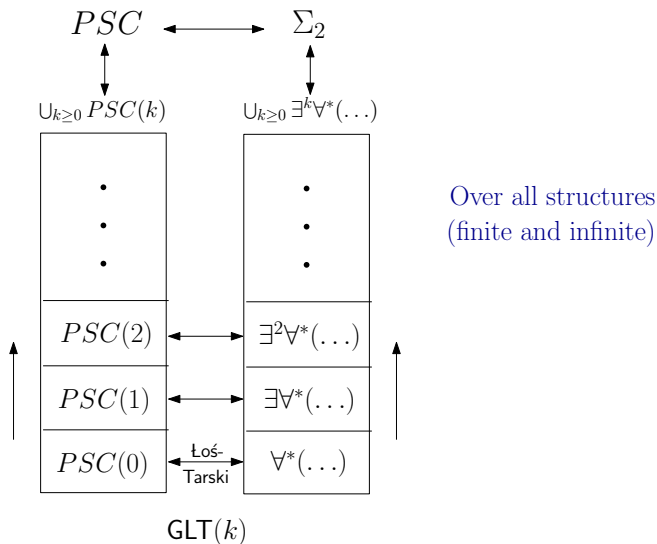 PSC Σ₂
∪ₖ≥₀ PSC(k) ∪ₖ≥₀ ∃ᵏ∀*(...)
Over all structures
(finite and infinite)
PSC(2) ∃²∀*(...)
PSC(1) ∃∀*(...)
PSC(0) Łoś-
Tarski ∀*(...)
GLT(k)